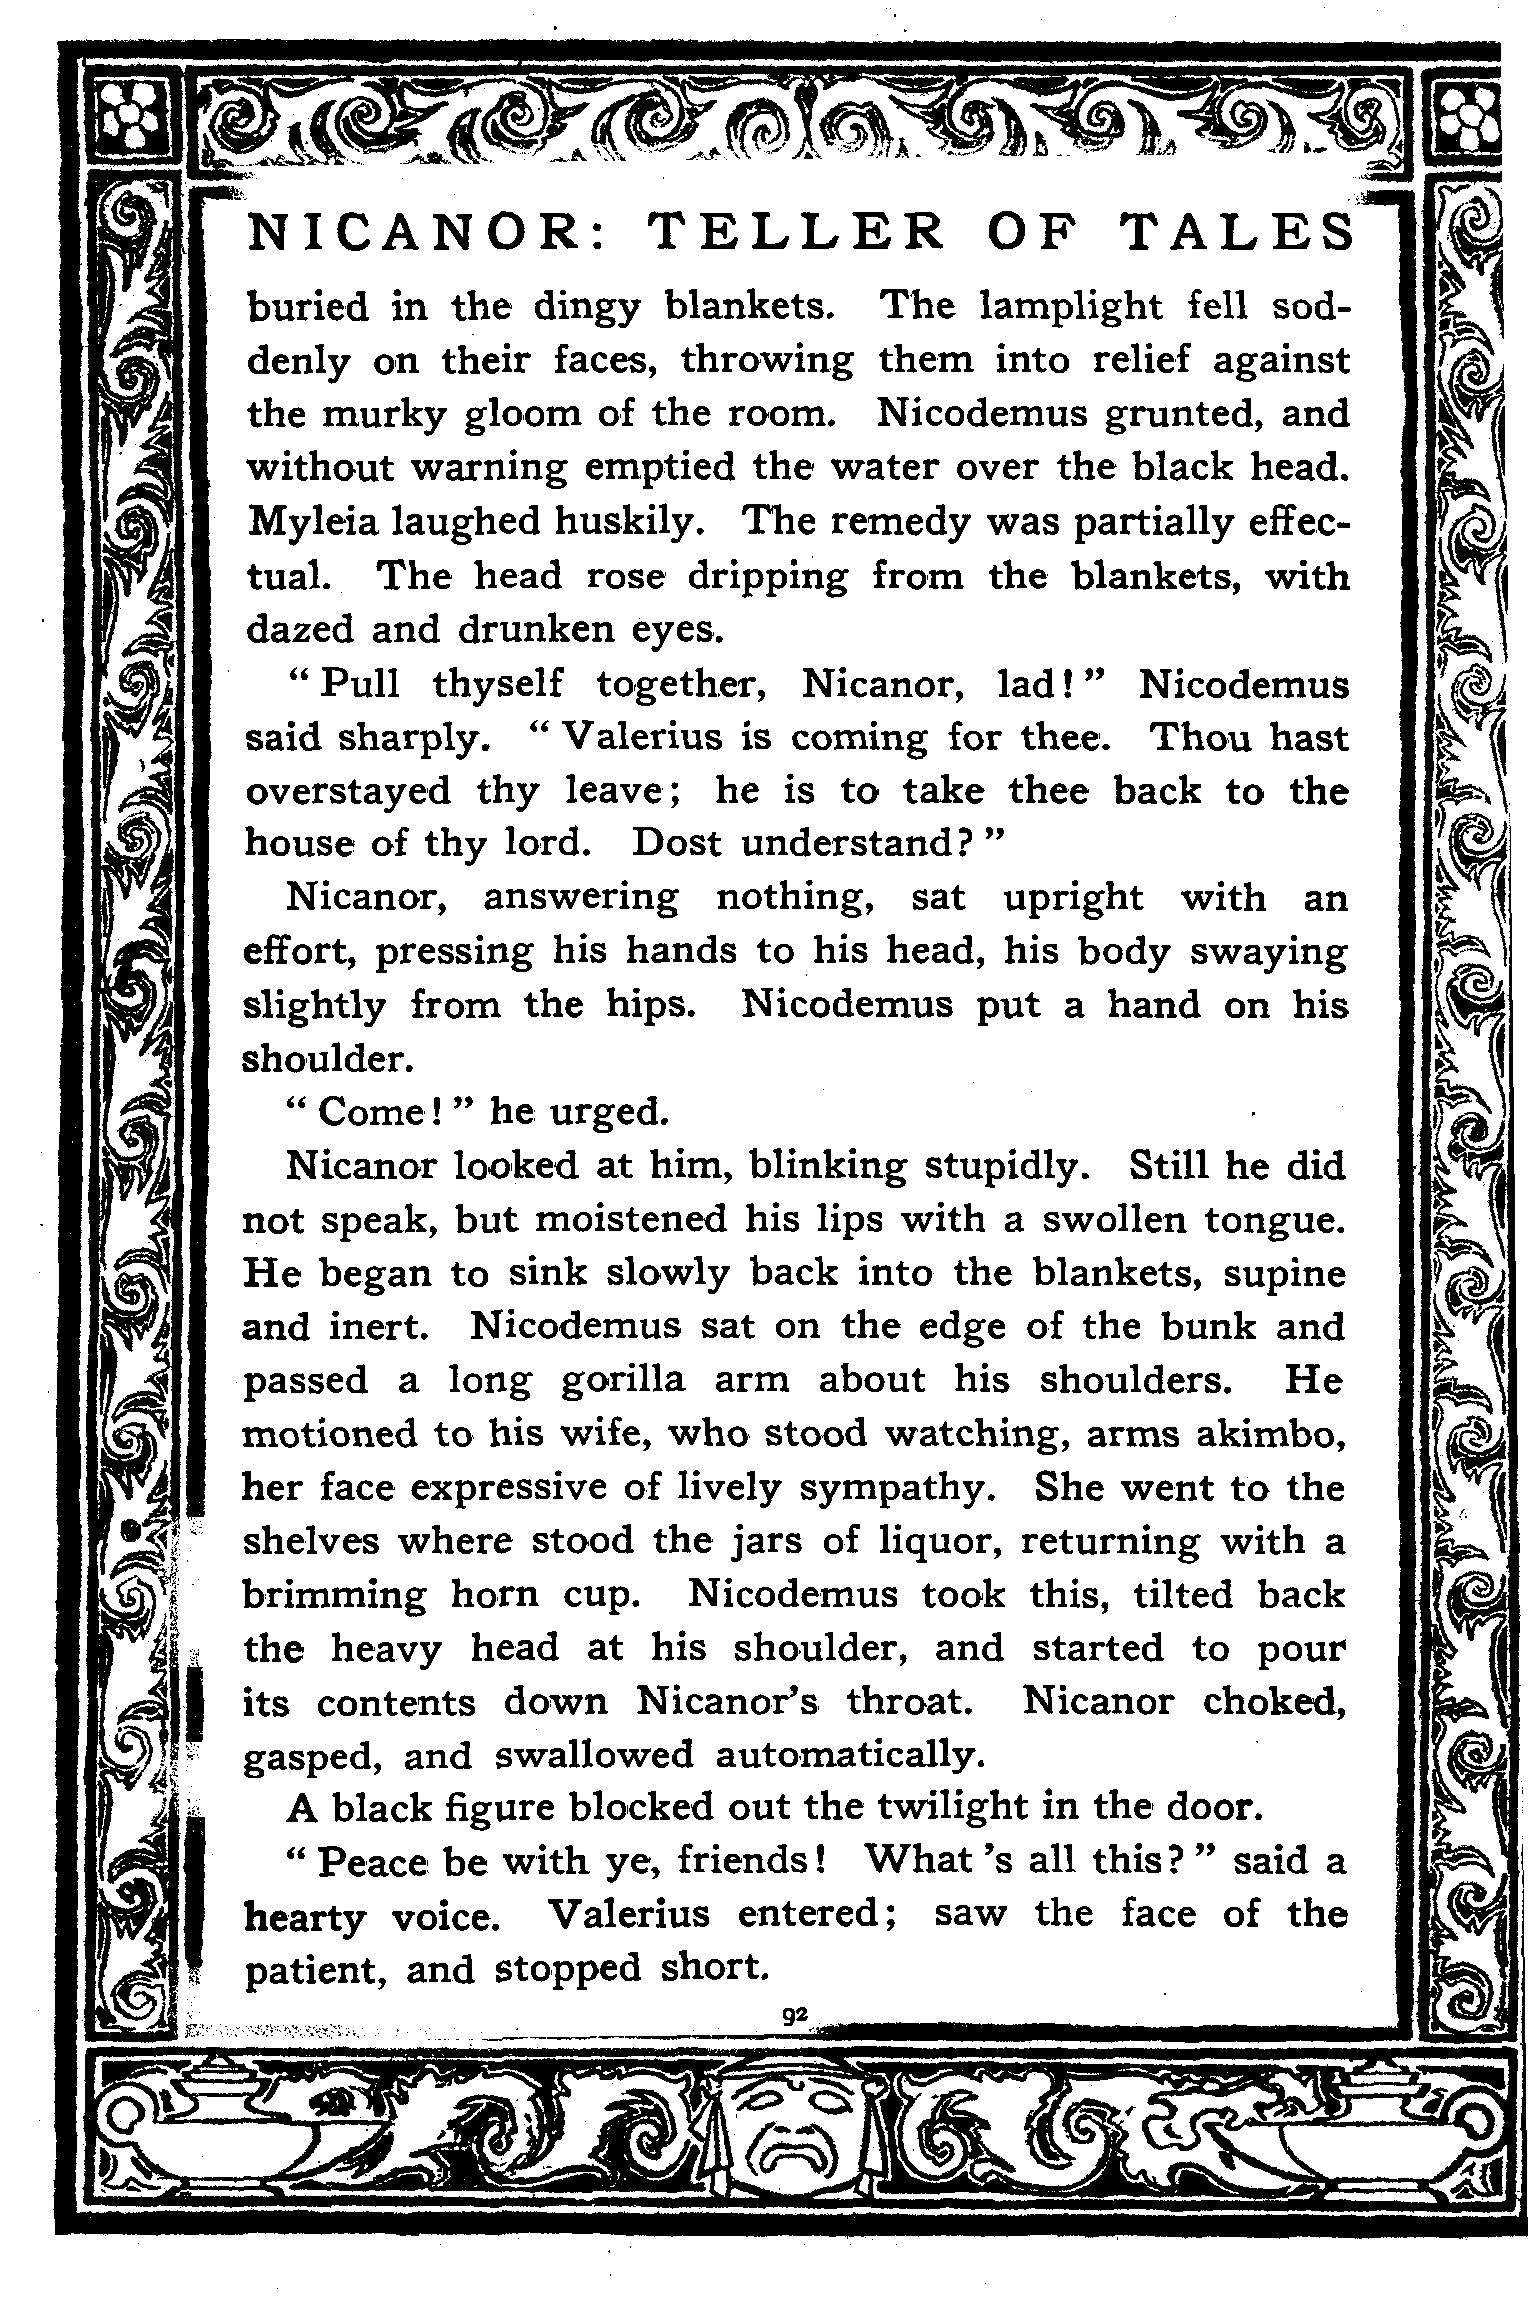 NICANOR: TELLER OF TALES
buried in the dingy blankets. The lamplight fell sod-
denly on their faces, throwing them into relief against
the murky gloom of the room. Nicodemus grunted, and
without warning emptied the water over the black head.
Myleia laughed huskily. The remedy was partially effec-
tual. The head rose dripping from the blankets, with
dazed and drunken eyes.
“ Pull thyself together, Nicanor, lad! ” Nicodemus
said sharply. “ Valerius is coming for thee. Thou hast
overstayed thy leave; he is to take thee back to the
house of thy lord. Dost understand? ”
Nicanor, answering nothing, sat upright with an
effort, pressing his hands to his head, his body swaying
slightly from the hips. Nicodemus put a hand on his
shoulder.
“ Come! ” he urged.
Nicanor looked at him, blinking stupidly. Still he did
not speak, but moistened his lips with a swollen tongue.
He began to sink slowly back into the blankets, supine
and inert. Nicodemus sat on the edge of the bunk and
passed a long gorilla arm about his shoulders. He
motioned to his wife, who stood watching, arms akimbo,
her face expressive of lively sympathy. She went to the
shelves where stood the jars of liquor, returning with a
brimming horn cup. Nicodemus took this, tilted back
the heavy head at his shoulder, and started to pour
its contents down Nicanor’s throat. Nicanor choked,
gasped, and swallowed automatically.
A black figure blocked out the twilight in the door.
“ Peace be with ye, friends! What ’s all this? ” said a
hearty voice. Valerius entered; saw the face of the
patient, and stopped short.
92